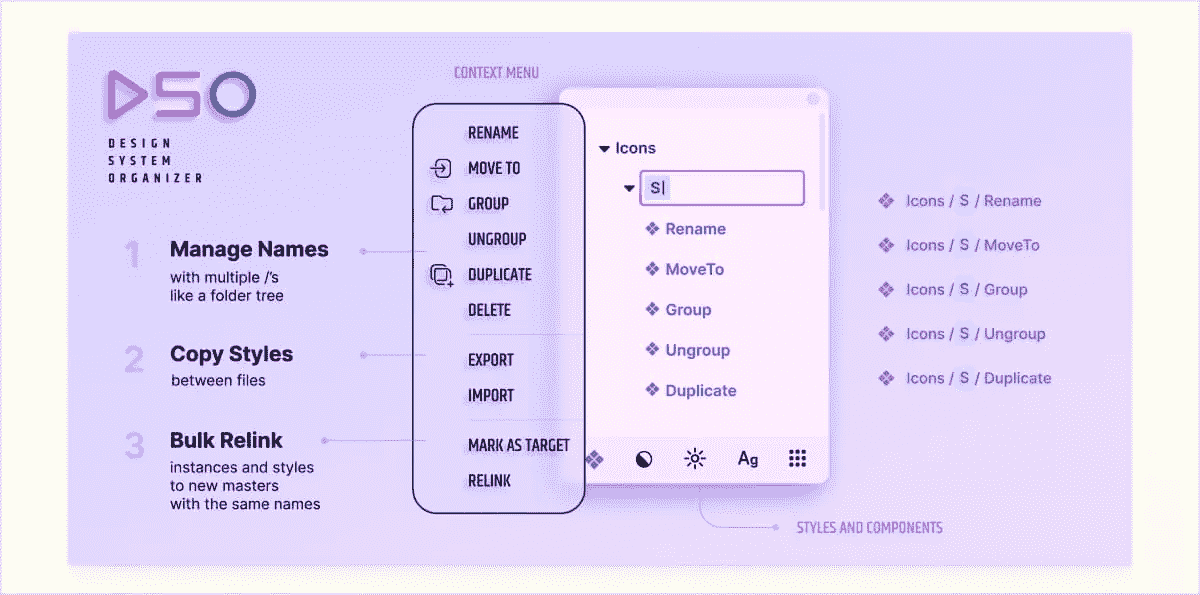 DSO
DESIGN
SYSTEM
ORGANIZER
1
Manage Names
with multiple /'s
like a folder tree
2
Copy Styles
between files
3
Bulk Relink
instances and styles
to new masters
with the same names
CONTEXT MENU
RENAME
MOVE TO
GROUP
UNGROUP
DUPLICATE
DELETE
EXPORT
IMPORT
MARK AS TARGET
RELINK
Icons
S
Rename
MoveTo
Group
Ungroup
Duplicate
Ag
STYLES AND COMPONENTS
Icons / S / Rename
Icons / S / MoveTo
Icons / S / Group
Icons / S / Ungroup
Icons / S / Duplicate